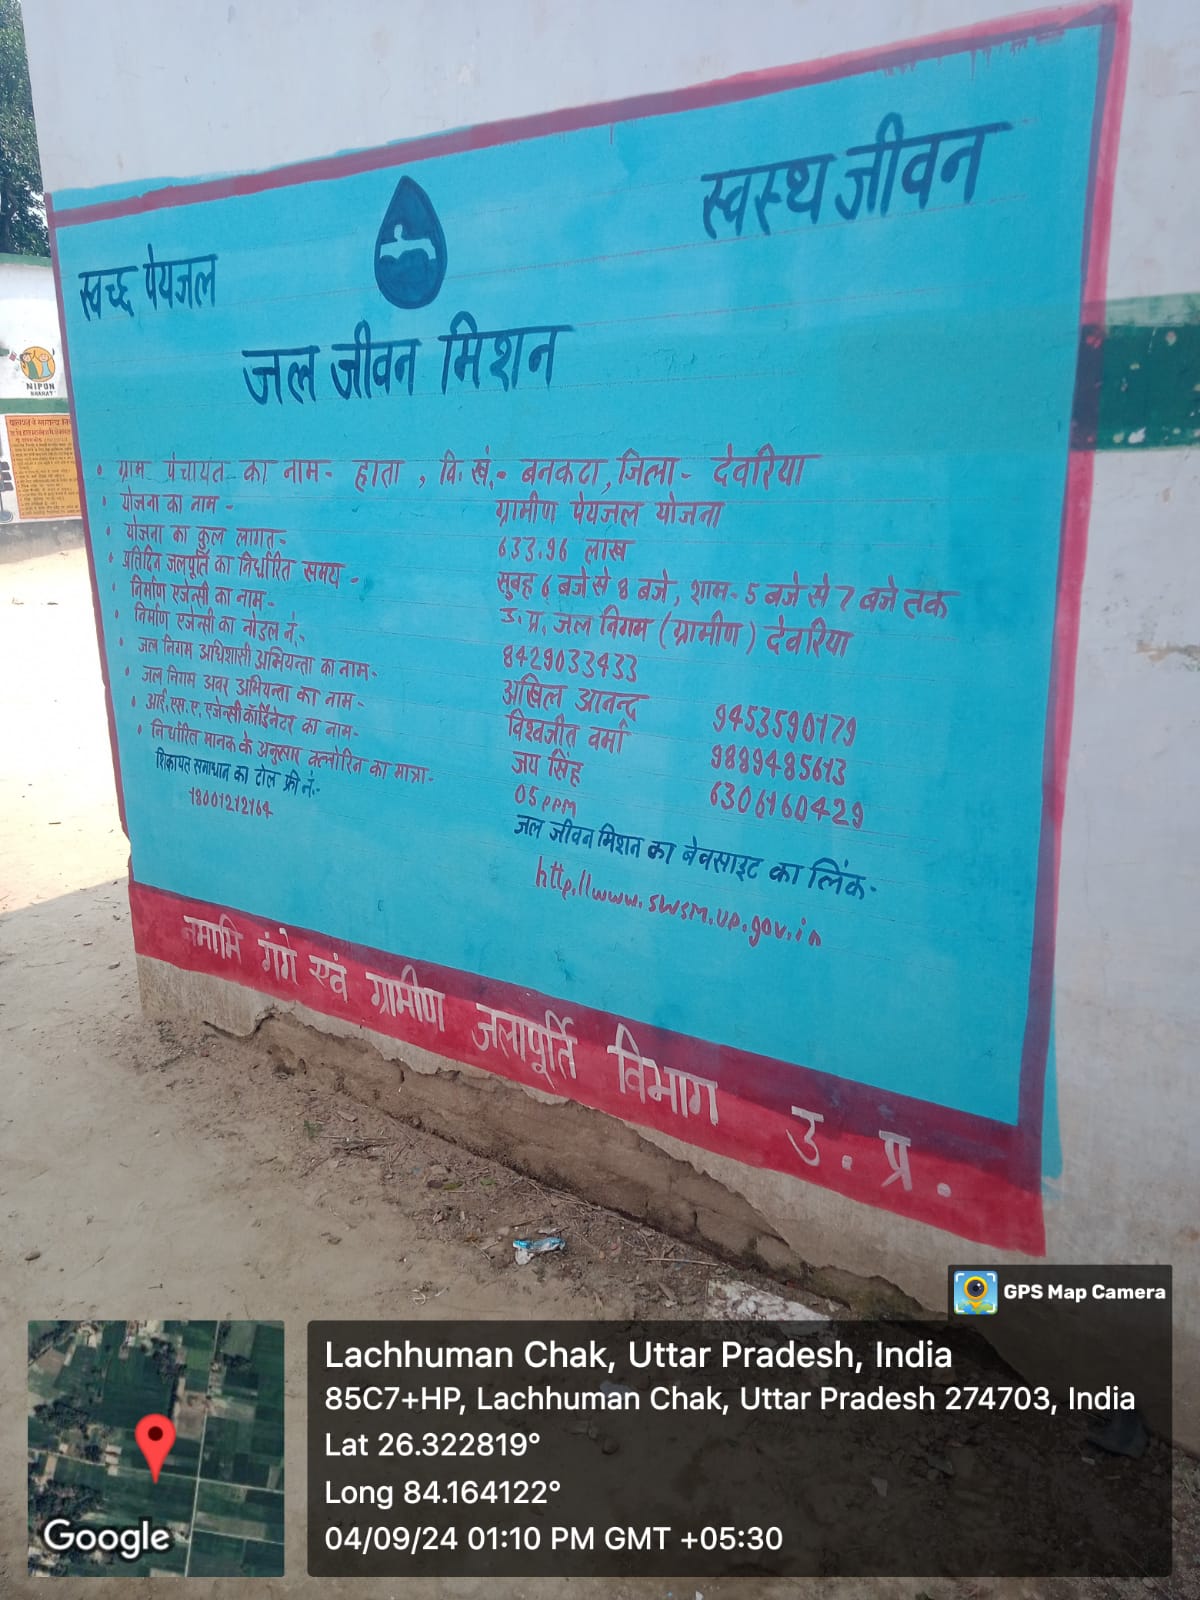 स्वच्छ पेयजल
स्वस्थ जीवन
जल जीवन मिशन
• ग्राम पंचायत का नाम- हाता, वि. खं.- बनकटा, जिला- देवरिया
• योजना का नाम - ग्रामीण पेयजल योजना
• योजना का कुल लागत- 633.96 लाख
• प्रतिदिन जलपूर्ति का निर्धारित समय - सुबह 6 बजे से 8 बजे, शाम- 5 बजे से 7 बजे तक
• निर्माण एजेन्सी का नाम- उ. प्र. जल निगम (ग्रामीण) देवरिया
• निर्माण एजेन्सी का नोडल नं.- 8429033433
• जल निगम अधिशासी अभियन्ता का नाम- अखिल आनन्द 9453590179
• जल निगम अवर अभियन्ता का नाम- विश्वजीत वर्मा 9889485613
• आई.एस.ए. एजेन्सी कॉर्डिनेटर का नाम- जय सिंह 6306160429
• निर्धारित मानक के अनुसार क्लोरिन का मात्रा- 05 PPM
शिकायत समाधान का टोल फ्री नं.- जल जीवन मिशन का बेवसाइट का लिंक-
18001212164 http.//www.swsm.up.gov.in
नमामि गंगे एवं ग्रामीण जलापूर्ति विभाग उ. प्र.
NIPUN
BHARAT
GPS Map Camera
Lachhuman Chak, Uttar Pradesh, India
85C7+HP, Lachhuman Chak, Uttar Pradesh 274703, India
Lat 26.322819°
Long 84.164122°
04/09/24 01:10 PM GMT +05:30
Google